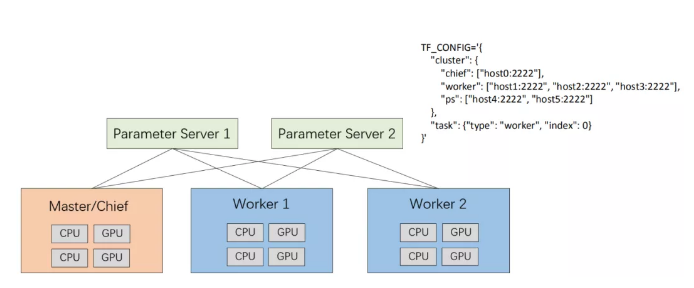 TF_CONFIG='{
"cluster": {
"chief": ["host0:2222"],
"worker": ["host1:2222", "host2:2222", "host3:2222"],
"ps": ["host4:2222", "host5:2222"]
},
"task": {"type": "worker", "index": 0}
}'
Parameter Server 1
Parameter Server 2
Master/Chief
CPU GPU
CPU GPU
Worker 1
CPU GPU
CPU GPU
Worker 2
CPU GPU
CPU GPU